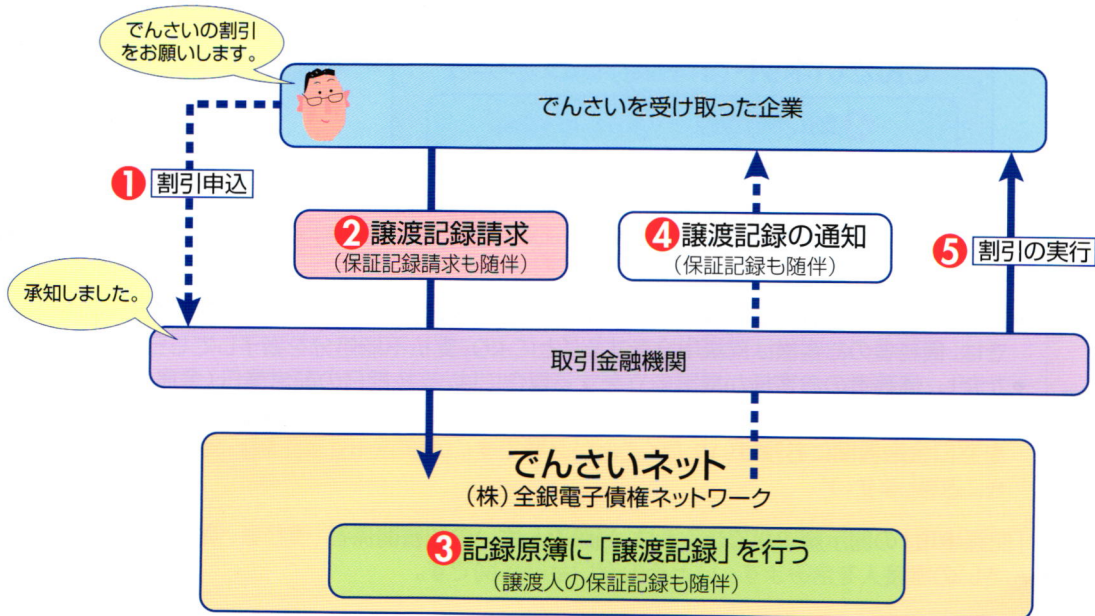 でんさいの割引
をお願いします。
でんさいを受け取った企業
❶ 割引申込
❷譲渡記録請求
(保証記録請求も随伴)
❹譲渡記録の通知
(保証記録も随伴)
❺ 割引の実行
承知しました。
取引金融機関
でんさいネット
(株)全銀電子債権ネットワーク
❸記録原簿に「譲渡記録」を行う
(譲渡人の保証記録も随伴)